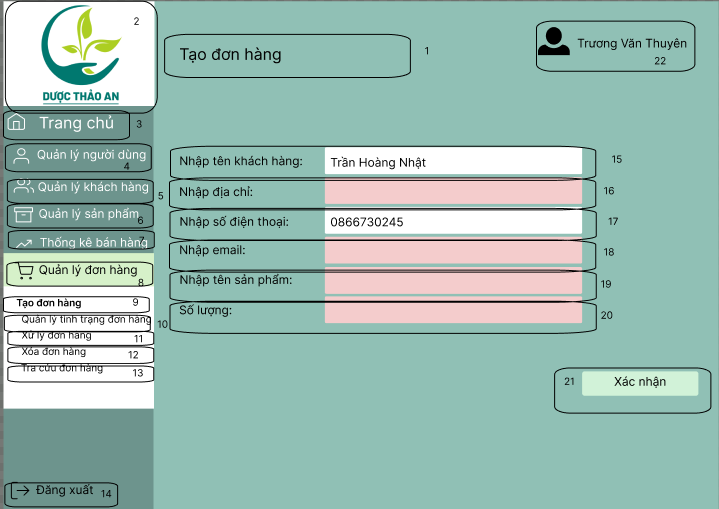 2
DƯỢC THẢO AN
Tạo đơn hàng 1
Trương Văn Thuyên
22
Trang chủ 3
Quản lý người dùng
4
Quản lý khách hàng 5
Quản lý sản phẩm 6
Thống kê bán hàng 7
Quản lý đơn hàng
8
Tạo đơn hàng 9
Quản lý tình trạng đơn hàng 10
Xử lý đơn hàng 11
Xóa đơn hàng 12
Tra cứu đơn hàng 13
Đăng xuất 14
Nhập tên khách hàng: Trần Hoàng Nhật 15
Nhập địa chỉ: 16
Nhập số điện thoại: 0866730245 17
Nhập email: 18
Nhập tên sản phẩm: 19
Số lượng: 20
21 Xác nhận